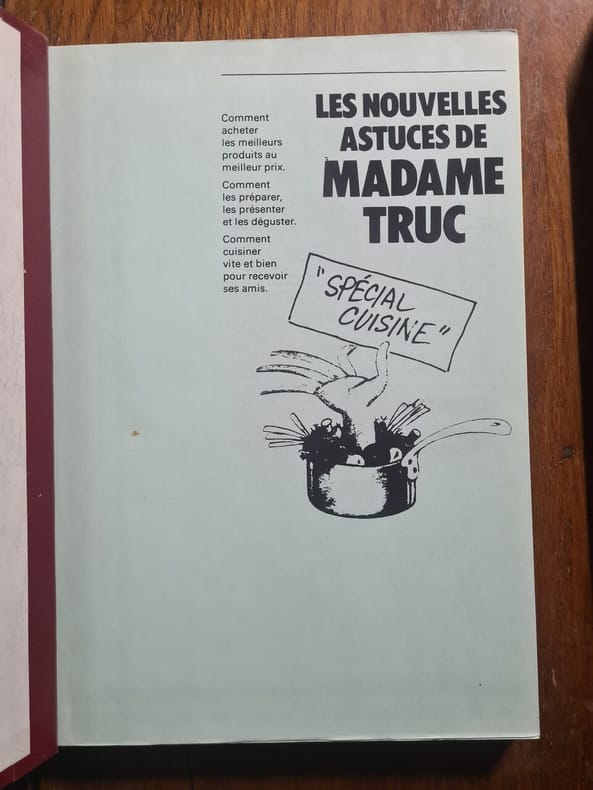 Comment
acheter
les meilleurs
produits au
meilleur prix.
Comment
les préparer,
les présenter
et les déguster.
Comment
cuisiner
vite et bien
pour recevoir
ses amis.
LES NOUVELLES
ASTUCES DE
MADAME
TRUC
"SPÉCIAL
CUISINE"